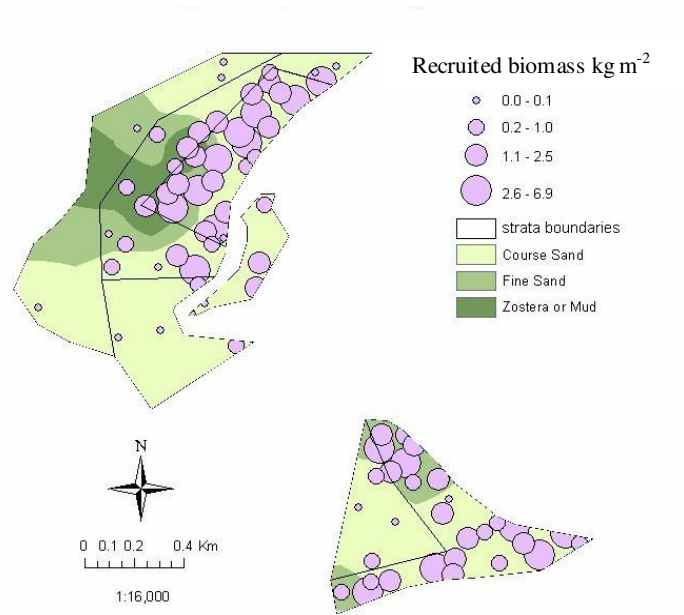 Recruited biomass kg m-2
0.0 - 0.1
0.2 - 1.0
1.1 - 2.5
2.6 - 6.9
strata boundaries
Course Sand
Fine Sand
Zostera or Mud
N
0 0.1 0.2 0.4 Km
1:16,000